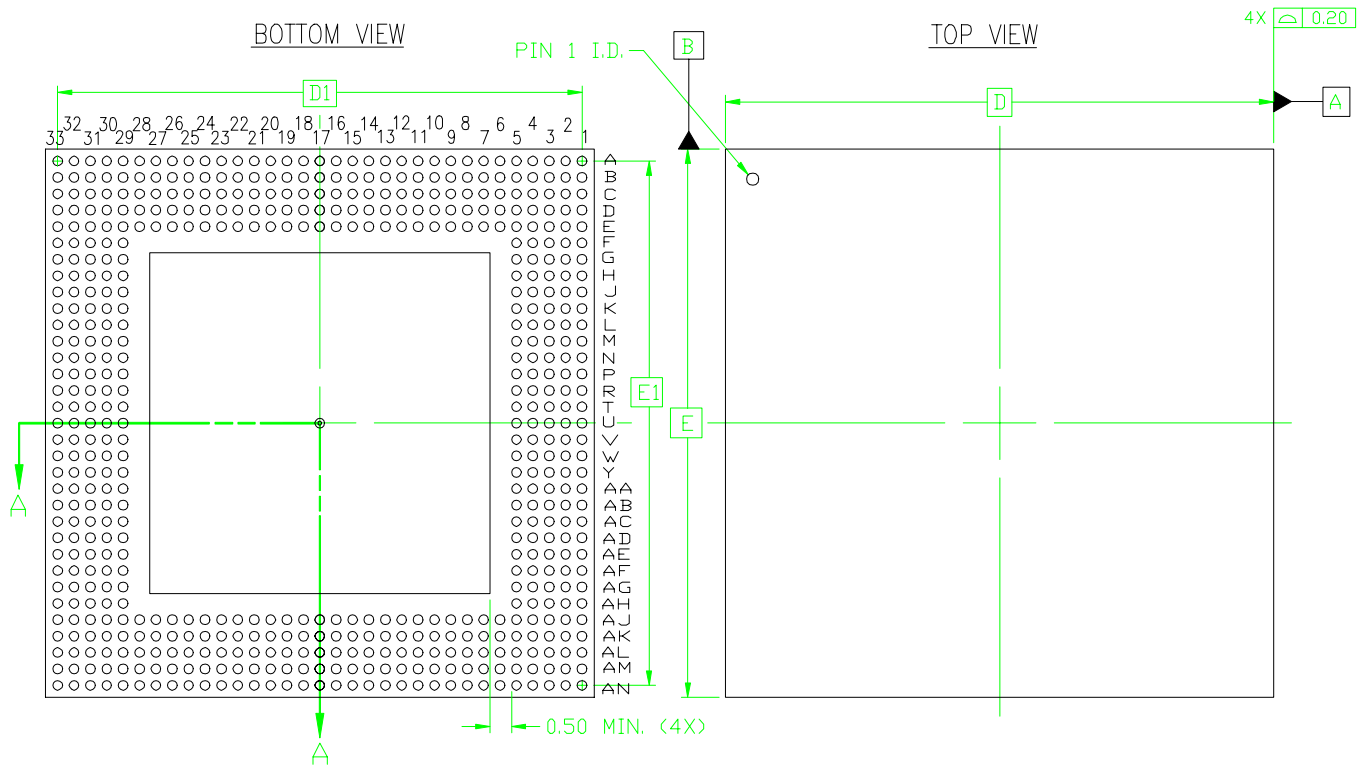 BOTTOM VIEW
TOP VIEW
4X 0.20
PIN 1 I.D.
B
D1
D
A
32 30 28 26 24 22 20 18 16 14 12 10 8 6 4 2
33 31 29 27 25 23 21 19 17 15 13 11 9 7 5 3 1
A
B
C
D
E
F
G
H
J
K
L
M
N
P
R
T
U
V
W
Y
AA
AB
AC
AD
AE
AF
AG
AH
AJ
AK
AL
AM
AN
E1
E
A
A
0.50 MIN. (4X)